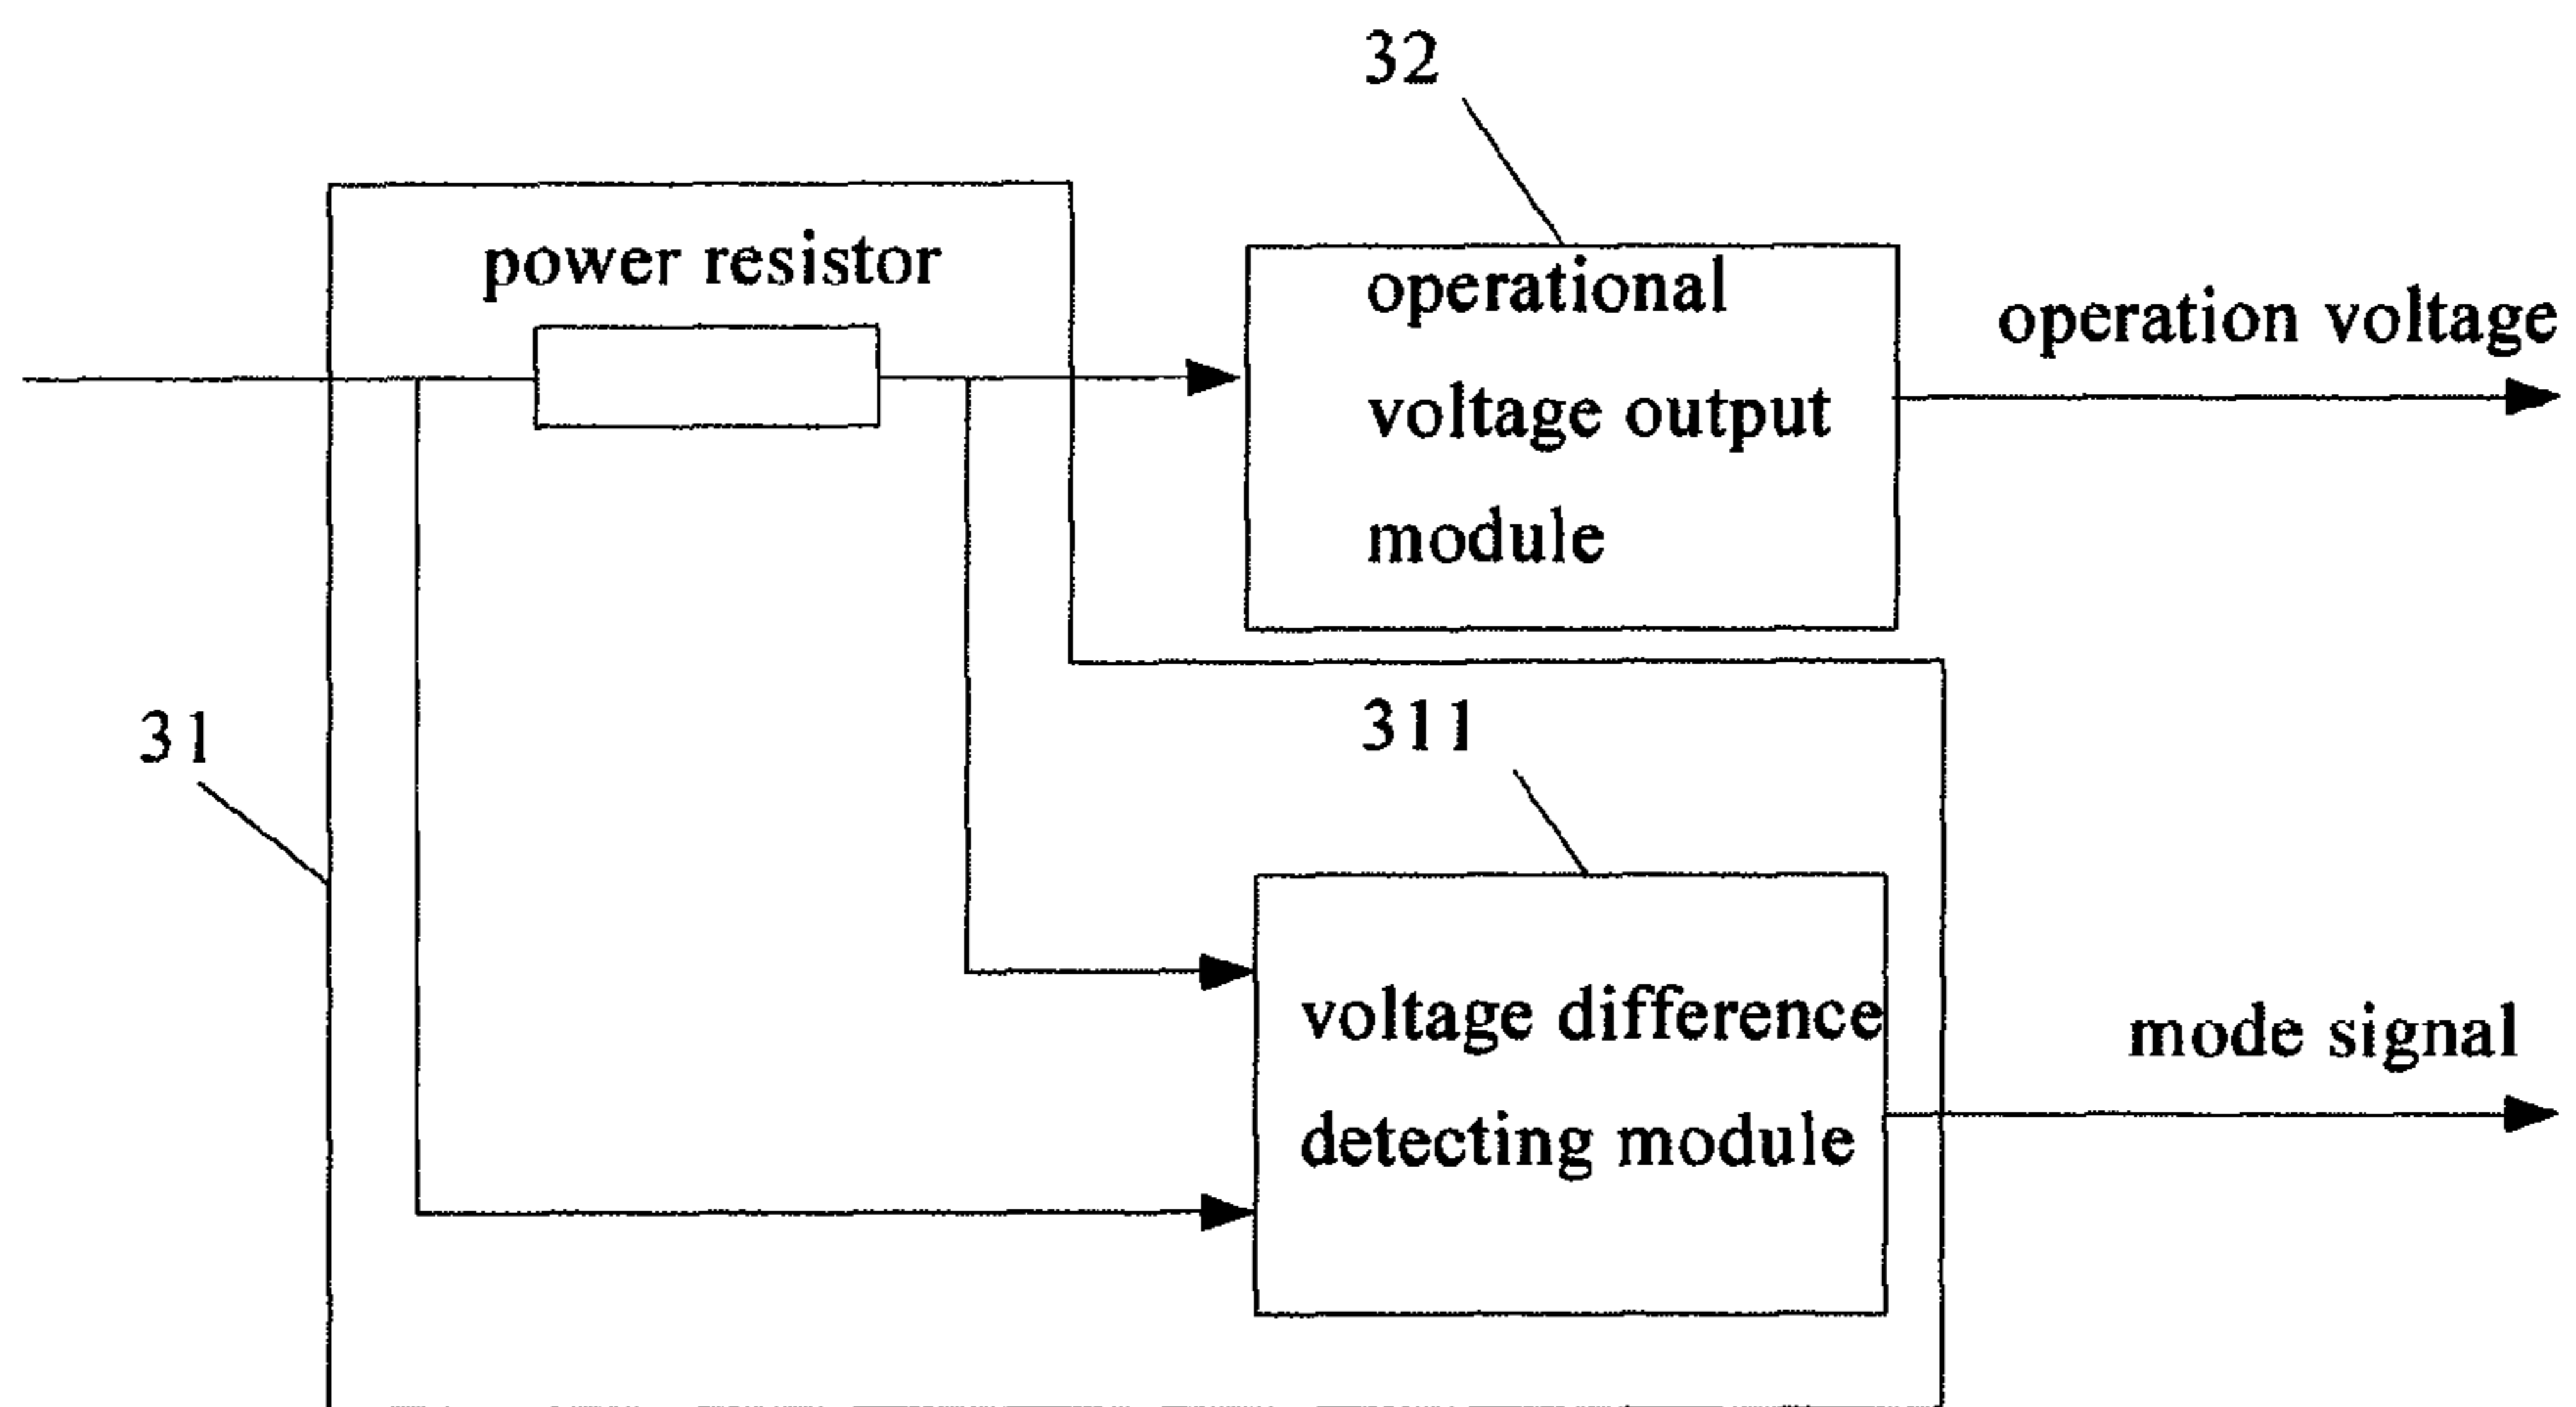 32
power resistor
operational
voltage output
module
operation voltage
31
311
voltage difference
detecting module
mode signal